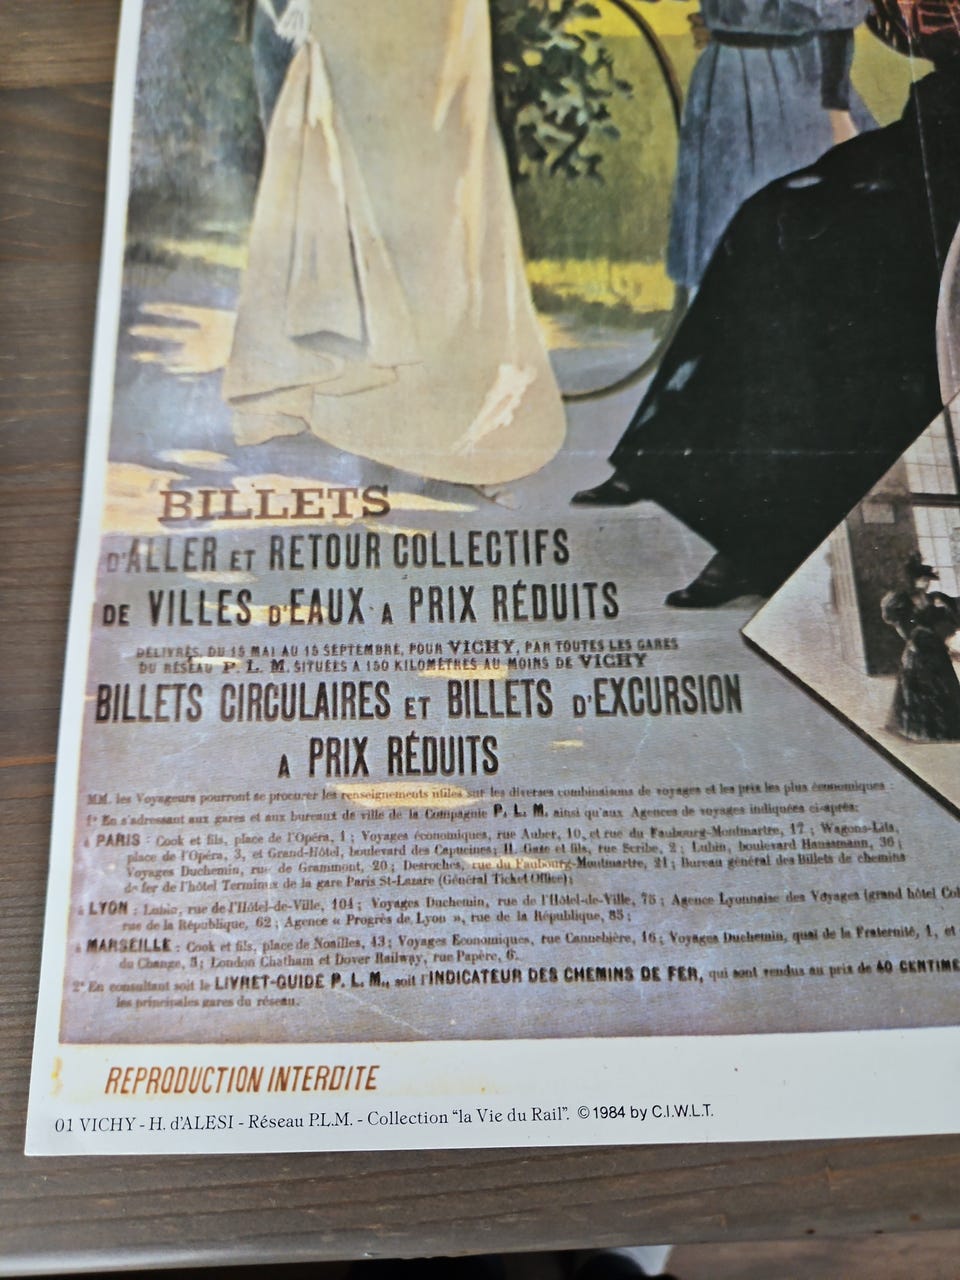 BILLETS
D'ALLER ET RETOUR COLLECTIFS
DE VILLES D'EAUX A PRIX RÉDUITS
DÉLIVRÉS, DU 15 MAI AU 15 SEPTEMBRE, POUR VICHY, PAR TOUTES LES GARES
DU RÉSEAU P. L. M. SITUÉES A 150 KILOMÈTRES AU MOINS DE VICHY
BILLETS CIRCULAIRES ET BILLETS D'EXCURSION
A PRIX RÉDUITS
MM. les Voyageurs pourront se procurer les renseignements utiles sur les diverses combinaisons de voyages et les prix les plus économiques :
1° En s'adressant aux gares et aux bureaux de ville de la Compagnie P. L. M. ainsi qu'aux Agences de voyages indiquées ci-après:
à PARIS : Cook et fils, place de l'Opéra, 1 ; Voyages économiques, rue Auber, 10, et rue du Faubourg-Montmartre, 17 ; Wagons-Lits,
place de l'Opéra, 3, et Grand-Hôtel, boulevard des Capucines; H. Gaze et fils, rue Scribe, 2 ; Lubin, boulevard Haussmann, 36 ;
Voyages Duchemin, rue de Grammont, 20 ; Desroches, rue du Faubourg-Montmartre, 21 ; Bureau général des Billets de chemins
de fer de l'hôtel Terminus de la gare Paris St-Lazare (Général Ticket Office);
à LYON : Lubin, rue de l'Hôtel-de-Ville, 104 ; Voyages Duchemin, rue de l'Hôtel-de-Ville, 75 ; Agence Lyonnaise des Voyages (grand hôtel
rue de la République, 62 ; Agence « Progrès de Lyon », rue de la République, 85 ;
à MARSEILLE : Cook et fils, place de Noailles, 43 ; Voyages Economiques, rue Cannebière, 16 ; Voyages Duchemin, quai de la Fraternité, 1, et
du Change, London Chatham et Dover Railway, rue Papère, 6.
2° En consultant soit le LIVRET-GUIDE P. L. M., soit l'INDICATEUR DES CHEMINS DE FER, qui sont vendus au prix de 40 CENTIME
les principales gares du réseau.
REPRODUCTION INTERDITE
01 VICHY - H. d'ALESI - Réseau P.L.M. - Collection "la Vie du Rail". © 1984 by C.I.W.L.T.